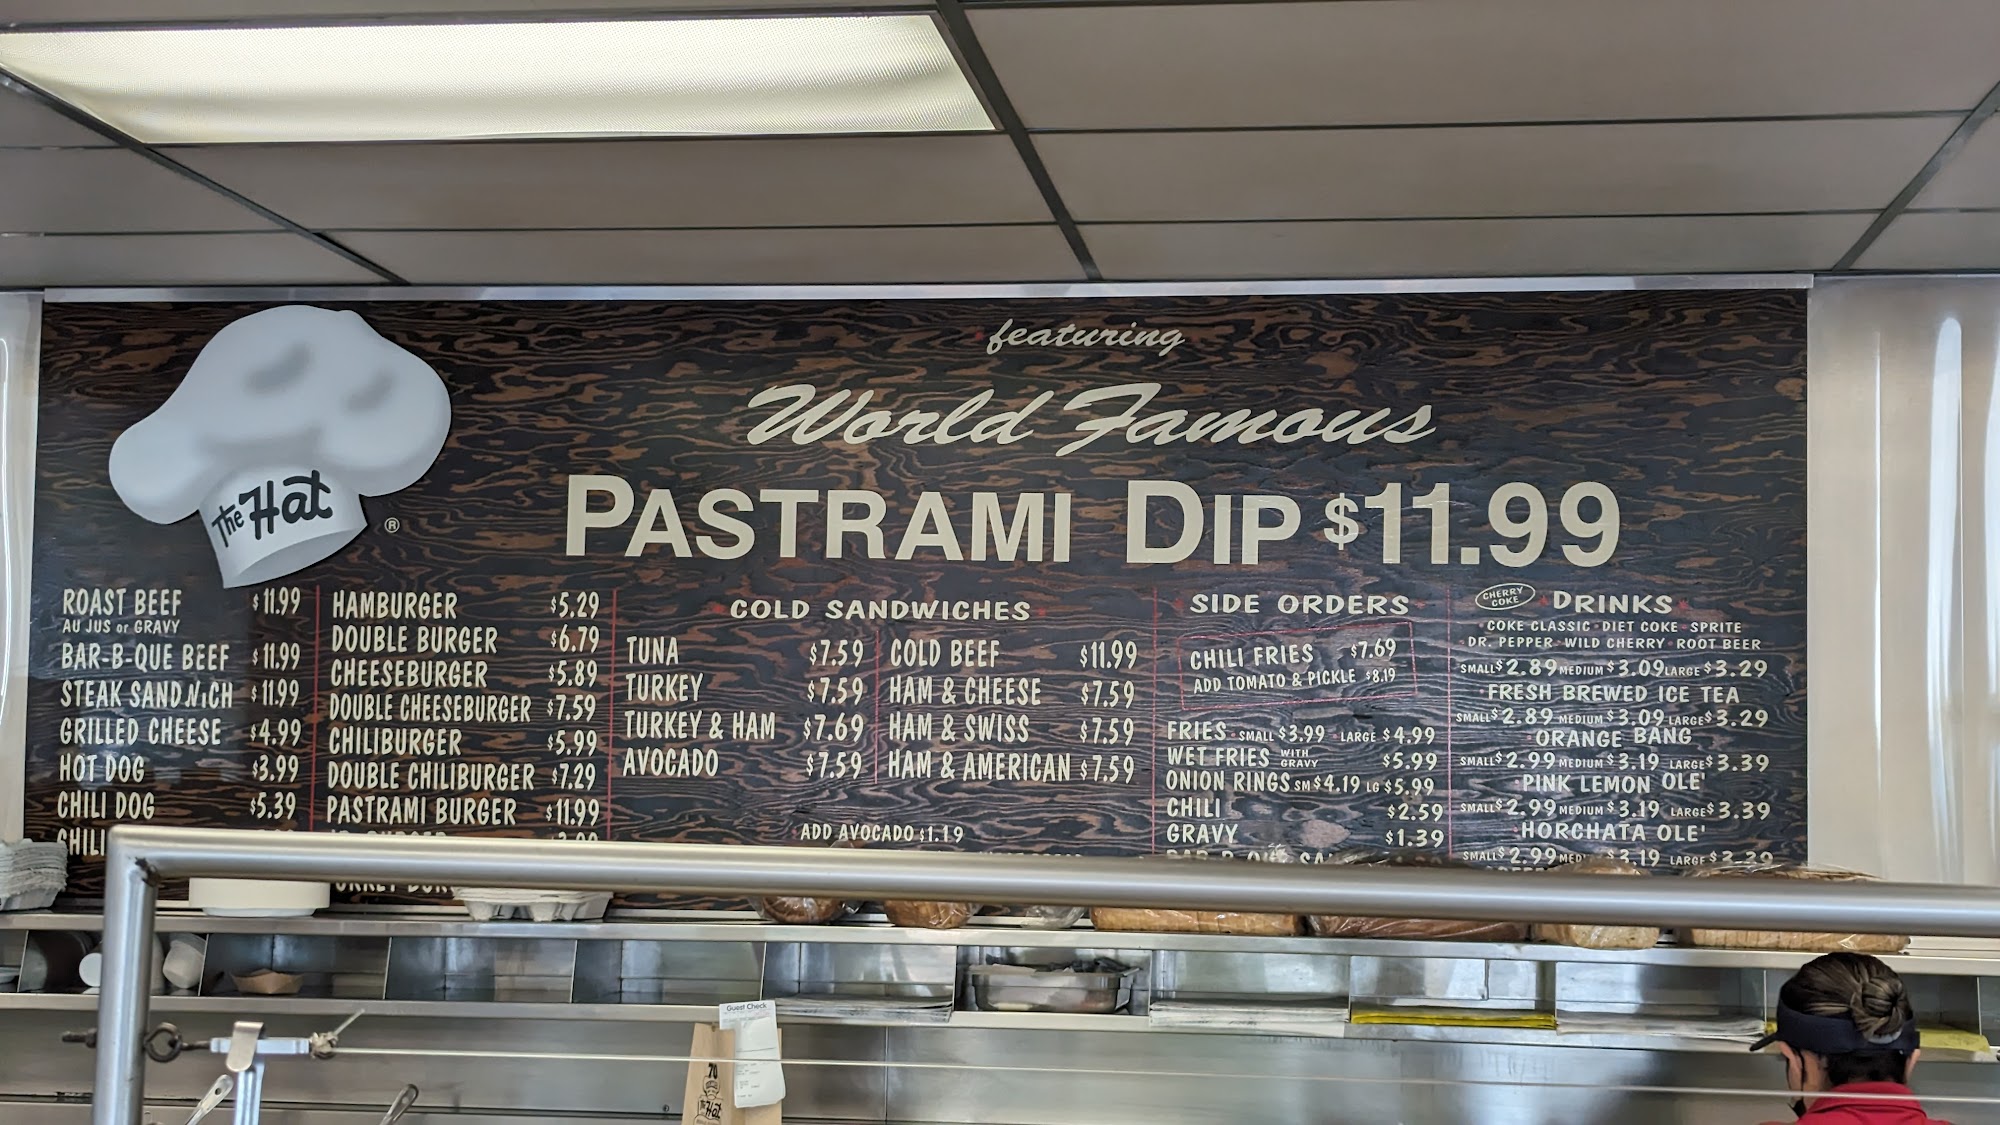 featuring
World Famous
PASTRAMI DIP $11.99
The Hat ®
ROAST BEEF $11.99
AU JUS or GRAVY
BAR-B-QUE BEEF $11.99
STEAK SANDWICH $11.99
GRILLED CHEESE $4.99
HOT DOG $3.99
CHILI DOG $5.39
CHILI
HAMBURGER $5.29
DOUBLE BURGER $6.79
CHEESEBURGER $5.89
DOUBLE CHEESEBURGER $7.59
CHILIBURGER $5.99
DOUBLE CHILIBURGER $7.29
PASTRAMI BURGER $11.99
COLD SANDWICHES
TUNA $7.59
TURKEY $7.59
TURKEY & HAM $7.69
AVOCADO $7.59
COLD BEEF $11.99
HAM & CHEESE $7.59
HAM & SWISS $7.59
HAM & AMERICAN $7.59
ADD AVOCADO $1.19
SIDE ORDERS
CHILI FRIES $7.69
ADD TOMATO & PICKLE $8.19
FRIES SMALL $3.99 LARGE $4.99
WET FRIES WITH GRAVY $5.99
ONION RINGS SM $4.19 LG $5.99
CHILI $2.59
GRAVY $1.39
CHERRY COKE
DRINKS
COKE CLASSIC DIET COKE SPRITE
DR. PEPPER WILD CHERRY ROOT BEER
SMALL $2.89 MEDIUM $3.09 LARGE $3.29
FRESH BREWED ICE TEA
SMALL $2.89 MEDIUM $3.09 LARGE $3.29
ORANGE BANG
SMALL $2.99 MEDIUM $3.19 LARGE $3.39
PINK LEMON OLE'
SMALL $2.99 MEDIUM $3.19 LARGE $3.39
HORCHATA OLE'
SMALL $2.99 $3.19 LARGE $3.39
Guest Check
70
The Hat